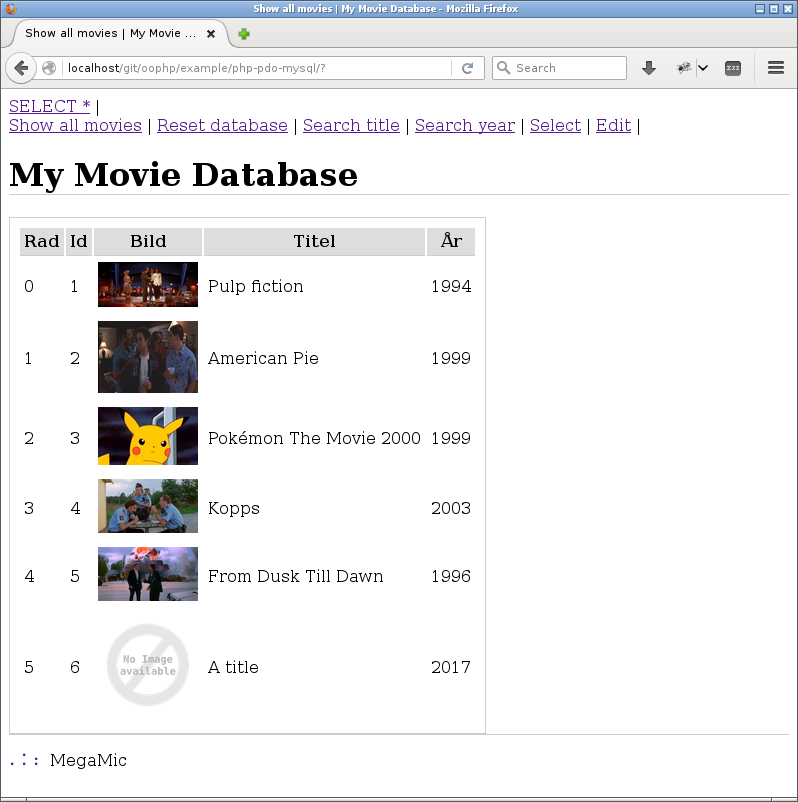 Show all movies | My Movie Database - Mozilla Firefox
Show all movies | My Movie ...
localhost/git/oophp/example/php-pdo-mysql/?
Search
zzz
SELECT * |
Show all movies | Reset database | Search title | Search year | Select | Edit |
My Movie Database
Rad Id Bild Titel År
0 1 Pulp fiction 1994
1 2 American Pie 1999
2 3 Pokémon The Movie 2000 1999
3 4 Kopps 2003
4 5 From Dusk Till Dawn 1996
No Image
available
5 6 A title 2017
.:: MegaMic